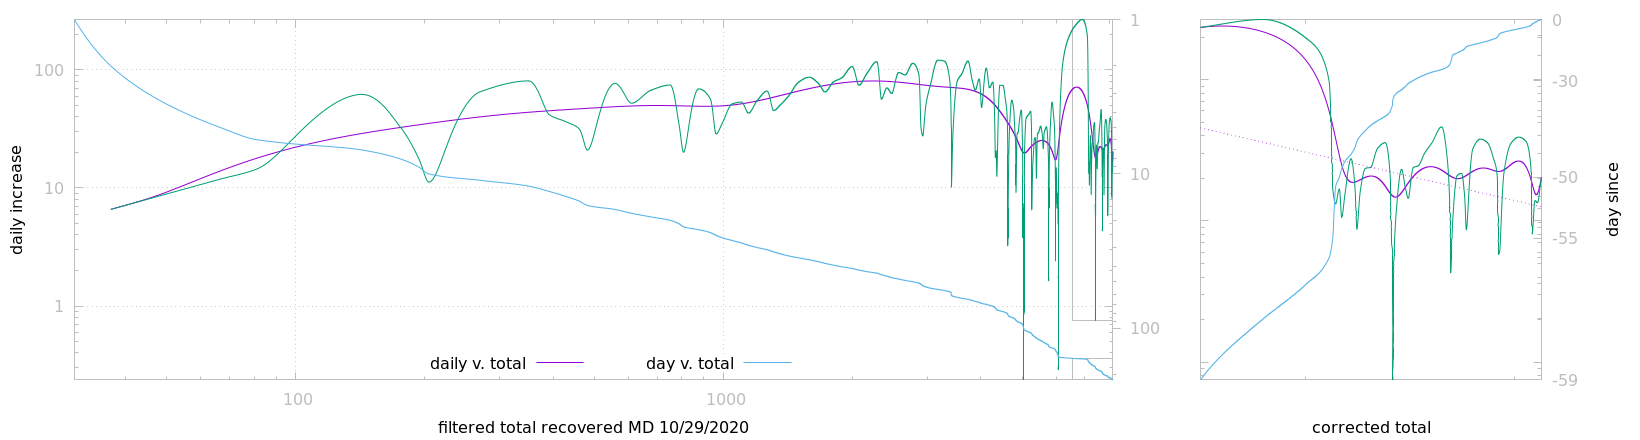 daily increase
100
10
1
100
1000
filtered total recovered MD 10/29/2020
daily v. total
day v. total
1
10
100
0
-30
-50
-55
-59
day since
corrected total